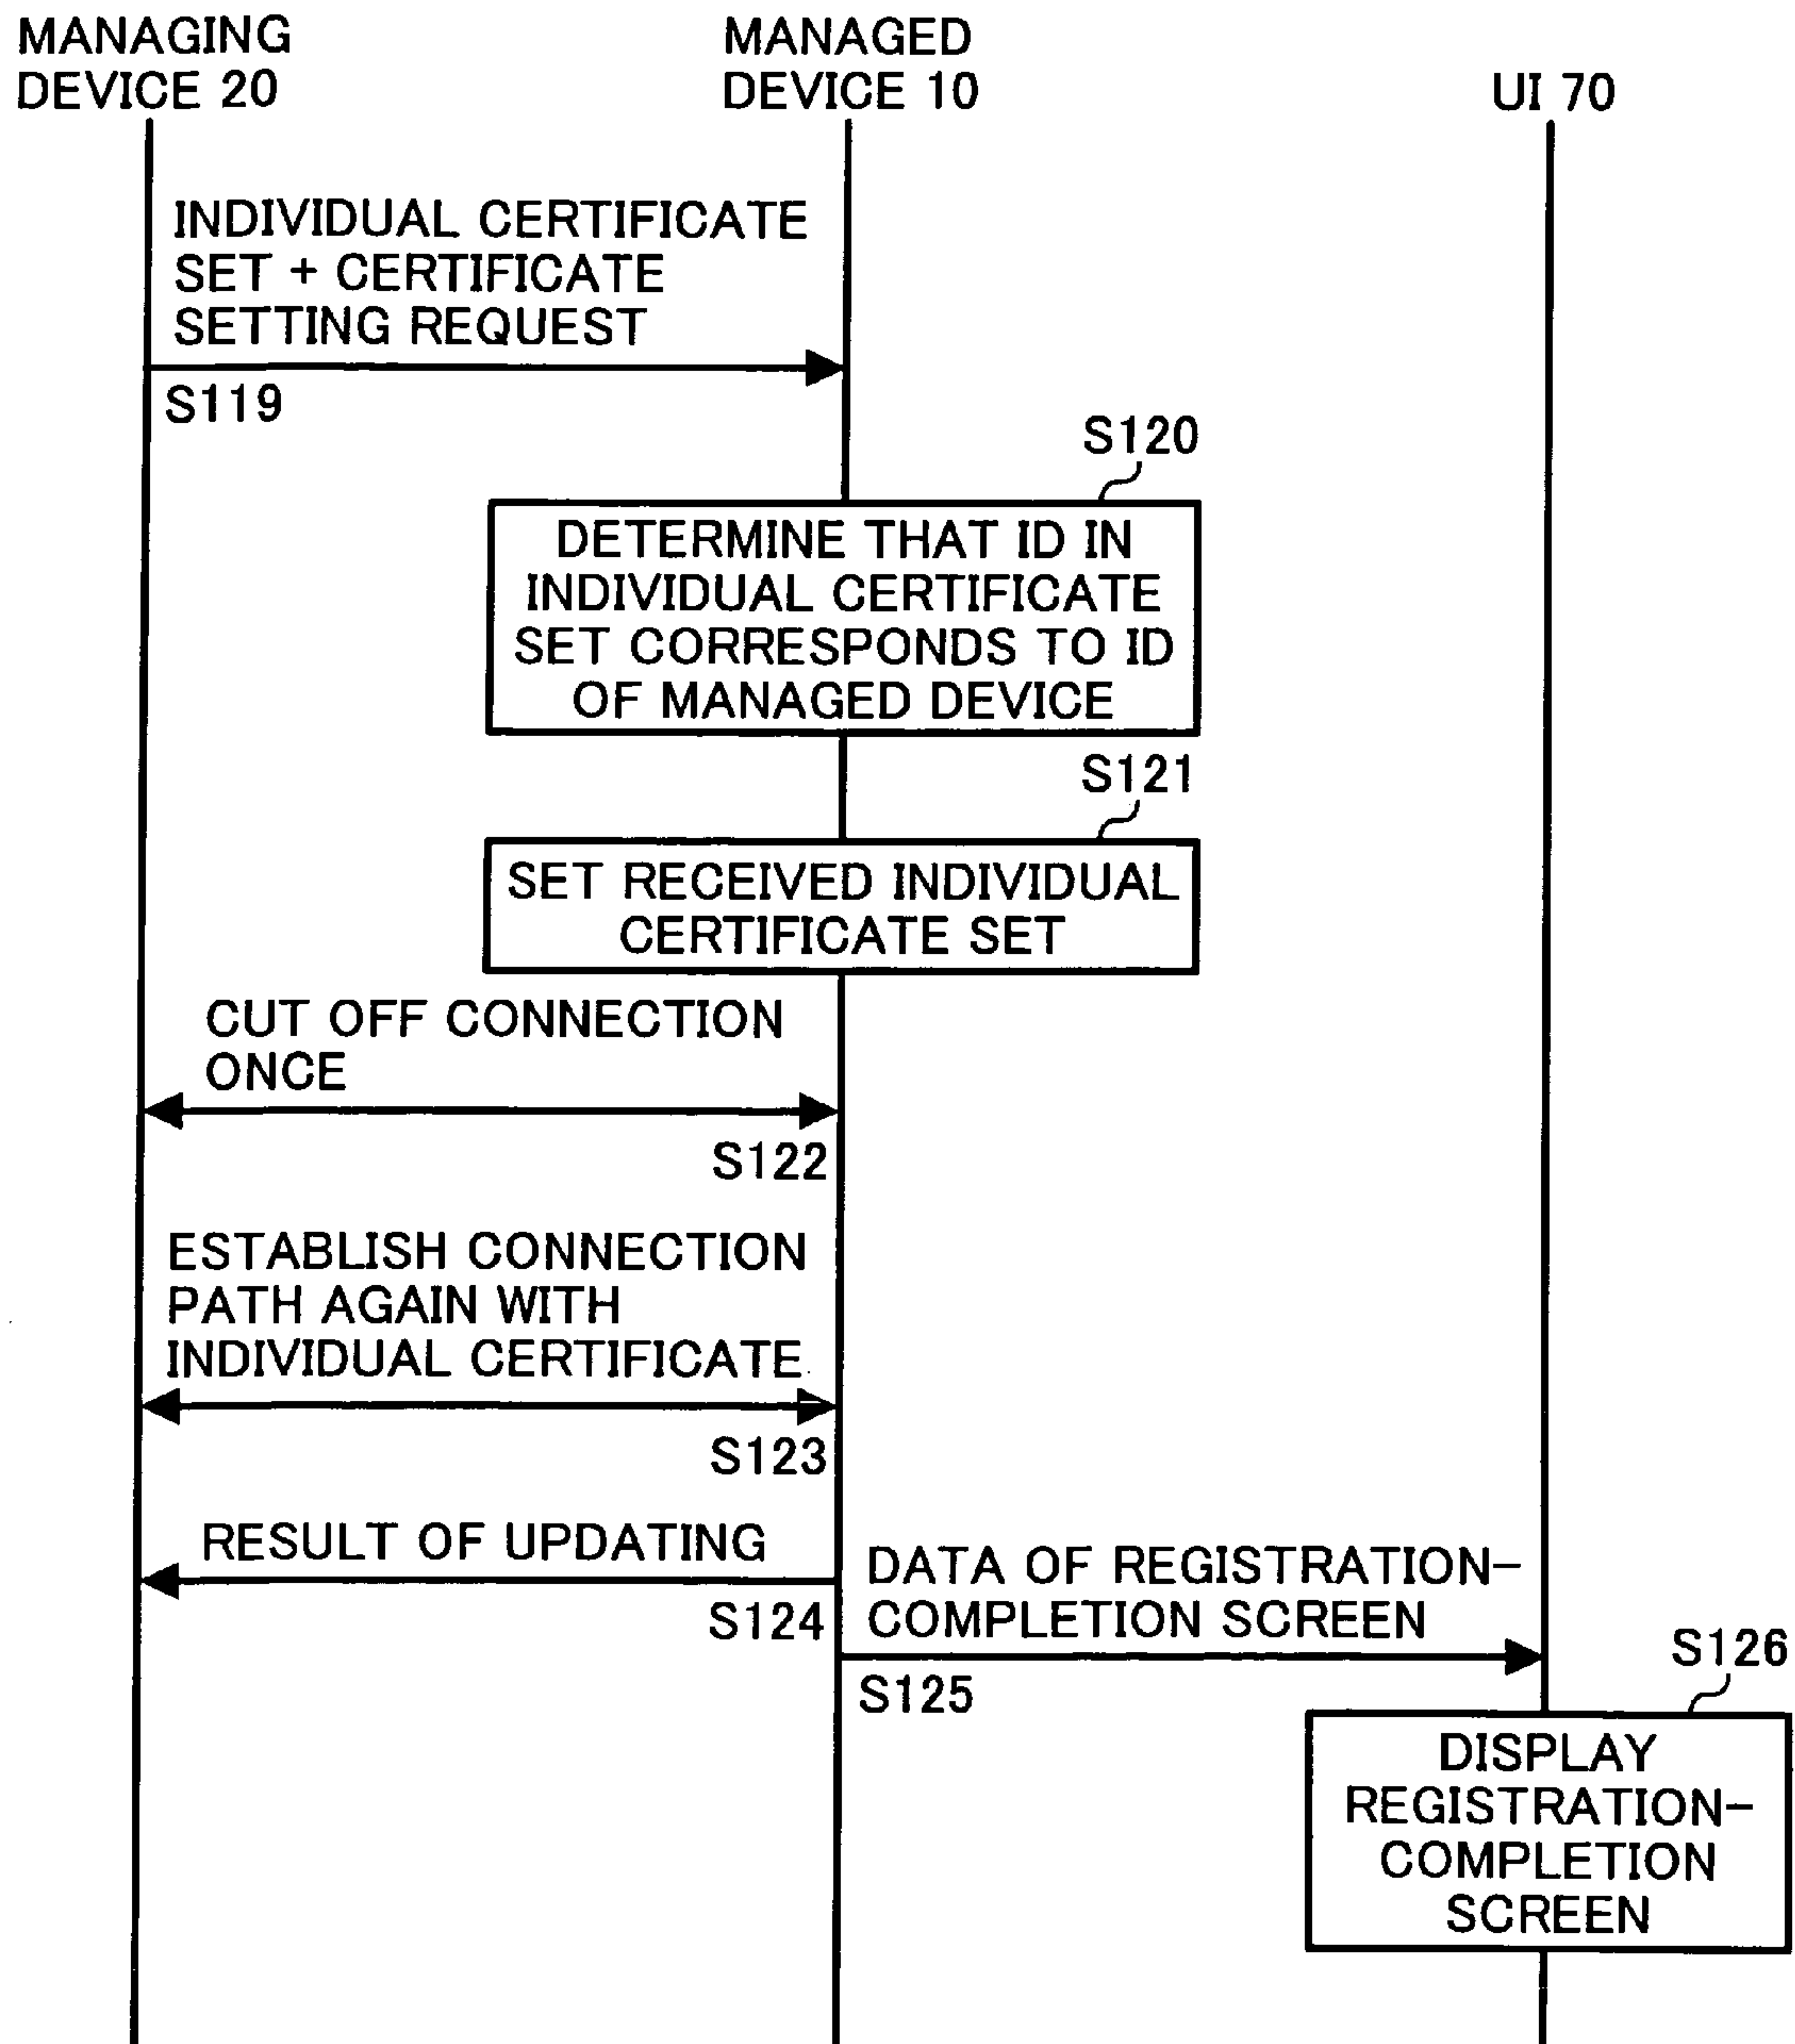 MANAGING
DEVICE 20
MANAGED
DEVICE 10
UI 70
INDIVIDUAL CERTIFICATE
SET + CERTIFICATE
SETTING REQUEST
S119
S120
DETERMINE THAT ID IN
INDIVIDUAL CERTIFICATE
SET CORRESPONDS TO ID
OF MANAGED DEVICE
S121
SET RECEIVED INDIVIDUAL
CERTIFICATE SET
CUT OFF CONNECTION
ONCE
S122
ESTABLISH CONNECTION
PATH AGAIN WITH
INDIVIDUAL CERTIFICATE
S123
RESULT OF UPDATING
S124
DATA OF REGISTRATION-
COMPLETION SCREEN
S125
S126
DISPLAY
REGISTRATION-
COMPLETION
SCREEN